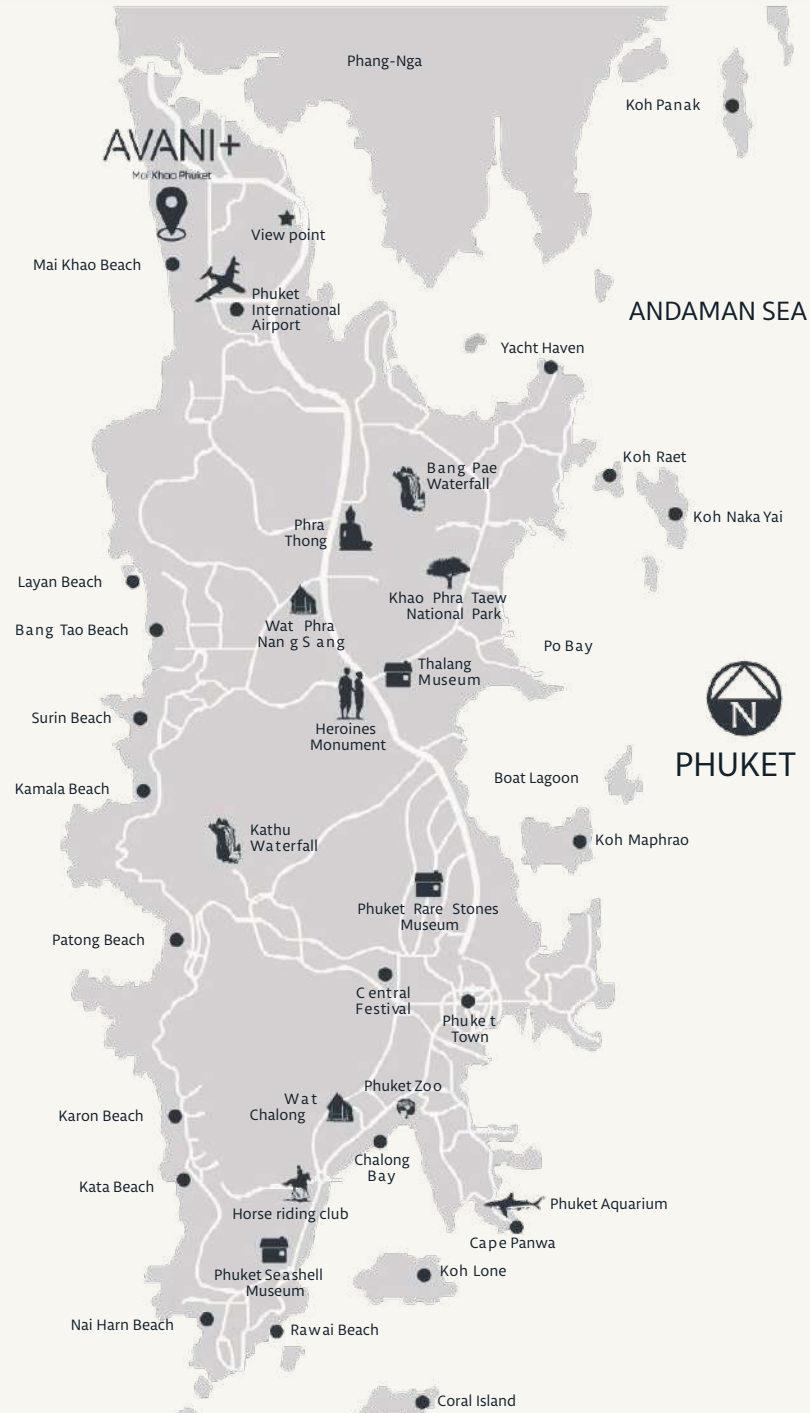 Phang-Nga
Koh Panak
AVANI+
Mai Khao Phuket
View point
Mai Khao Beach
Phuket
International
Airport
ANDAMAN SEA
Yacht Haven
Koh Raet
Bang Pae
Waterfall
Koh Naka Yai
Phra
Thong
Layan Beach
Khao Phra Taew
National Park
Bang Tao Beach
Wat Phra
Nang Sang
Po Bay
Thalang
Museum
N
PHUKET
Surin Beach
Heroines
Monument
Boat Lagoon
Kamala Beach
Kathu
Waterfall
Koh Maphrao
Phuket Rare Stones
Museum
Patong Beach
Central
Festival
Phuket
Town
Phuket Zoo
Wat
Chalong
Karon Beach
Chalong
Bay
Kata Beach
Phuket Aquarium
Horse riding club
Cape Panwa
Koh Lone
Phuket Seashell
Museum
Nai Harn Beach
Rawai Beach
Coral Island